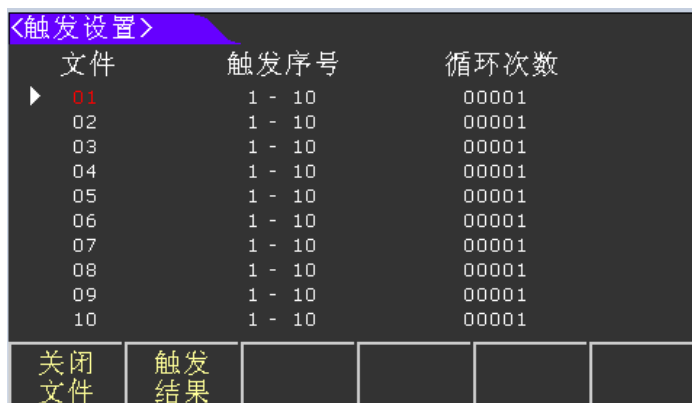 <触发设置>
文件 触发序号 循环次数
01 1 - 10 00001
02 1 - 10 00001
03 1 - 10 00001
04 1 - 10 00001
05 1 - 10 00001
06 1 - 10 00001
07 1 - 10 00001
08 1 - 10 00001
09 1 - 10 00001
10 1 - 10 00001
关闭 触发
文件 结果